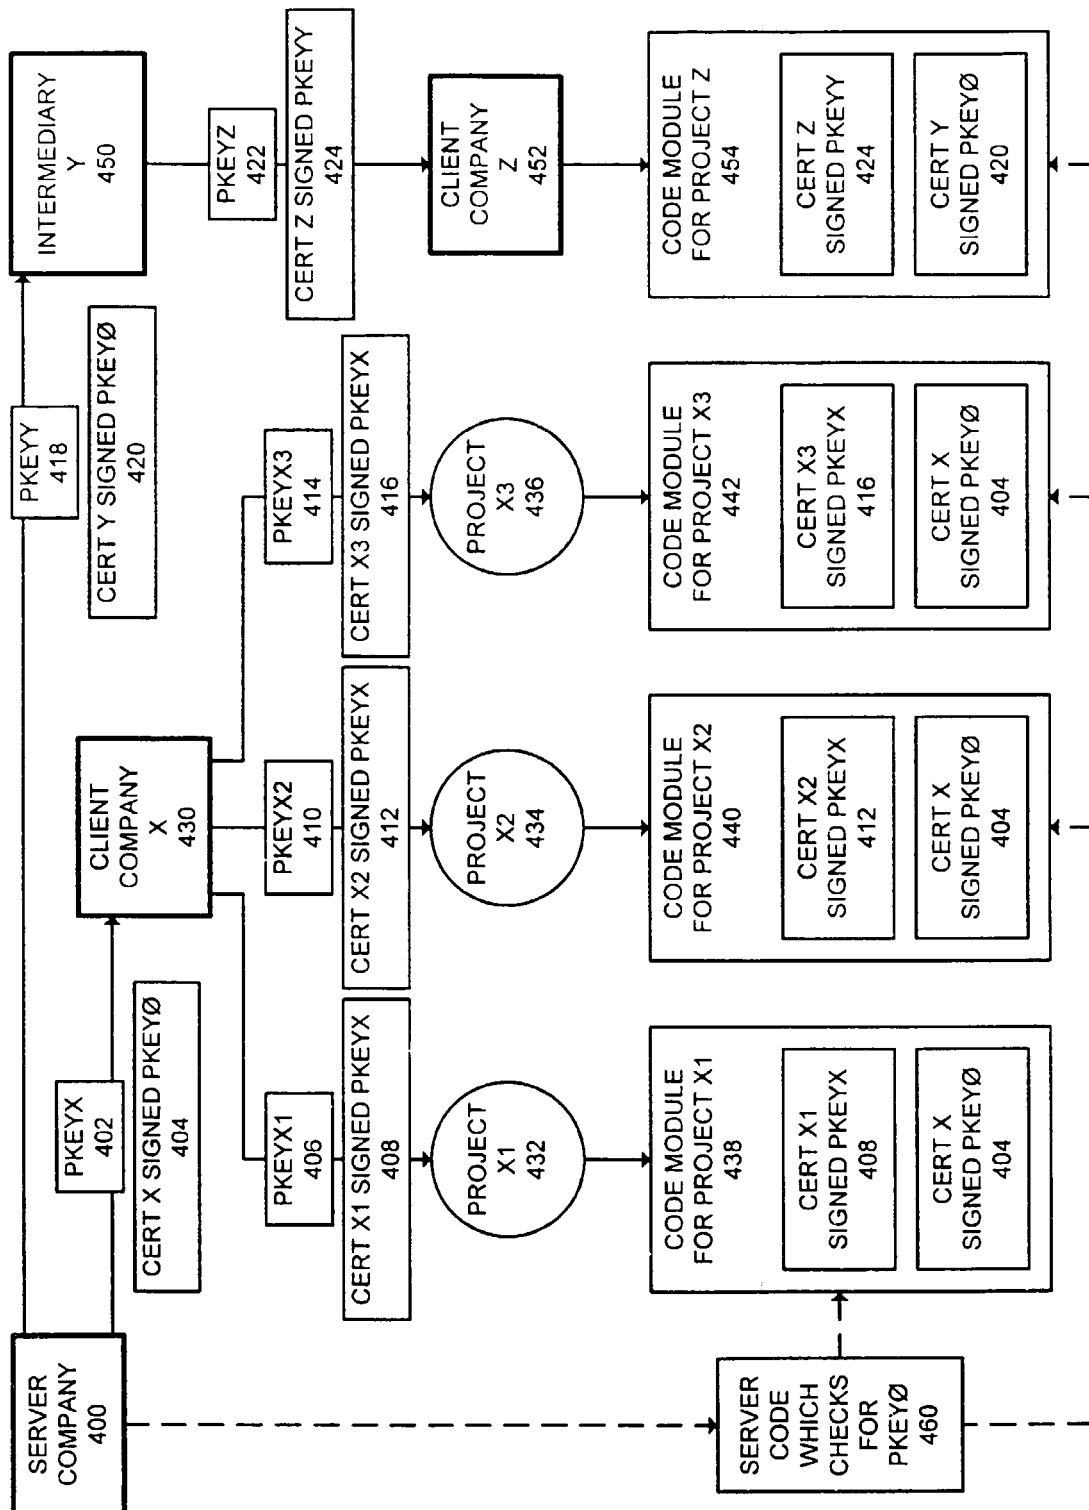 SERVER
COMPANY
400
PKEYX
402
CERT X SIGNED PKEYØ
404
PKEYY
418
CERT Y SIGNED PKEYØ
420
CLIENT
COMPANY
X
430
INTERMEDIARY
Y
450
PKEYX1
406
CERT X1 SIGNED PKEYX
408
PKEYX2
410
CERT X2 SIGNED PKEYX
412
PKEYX3
414
CERT X3 SIGNED PKEYX
416
PKEYZ
422
CERT Z SIGNED PKEYY
424
PROJECT
X1
432
PROJECT
X2
434
PROJECT
X3
436
CLIENT
COMPANY
Z
452
SERVER
CODE
WHICH
CHECKS
FOR
PKEYØ
460
CODE MODULE
FOR PROJECT X1
438
CERT X1
SIGNED PKEYX
408
CERT X
SIGNED PKEYØ
404
CODE MODULE
FOR PROJECT X2
440
CERT X2
SIGNED PKEYX
412
CERT X
SIGNED PKEYØ
404
CODE MODULE
FOR PROJECT X3
442
CERT X3
SIGNED PKEYX
416
CERT X
SIGNED PKEYØ
404
CODE MODULE
FOR PROJECT Z
454
CERT Z
SIGNED PKEYY
424
CERT Y
SIGNED PKEYØ
420